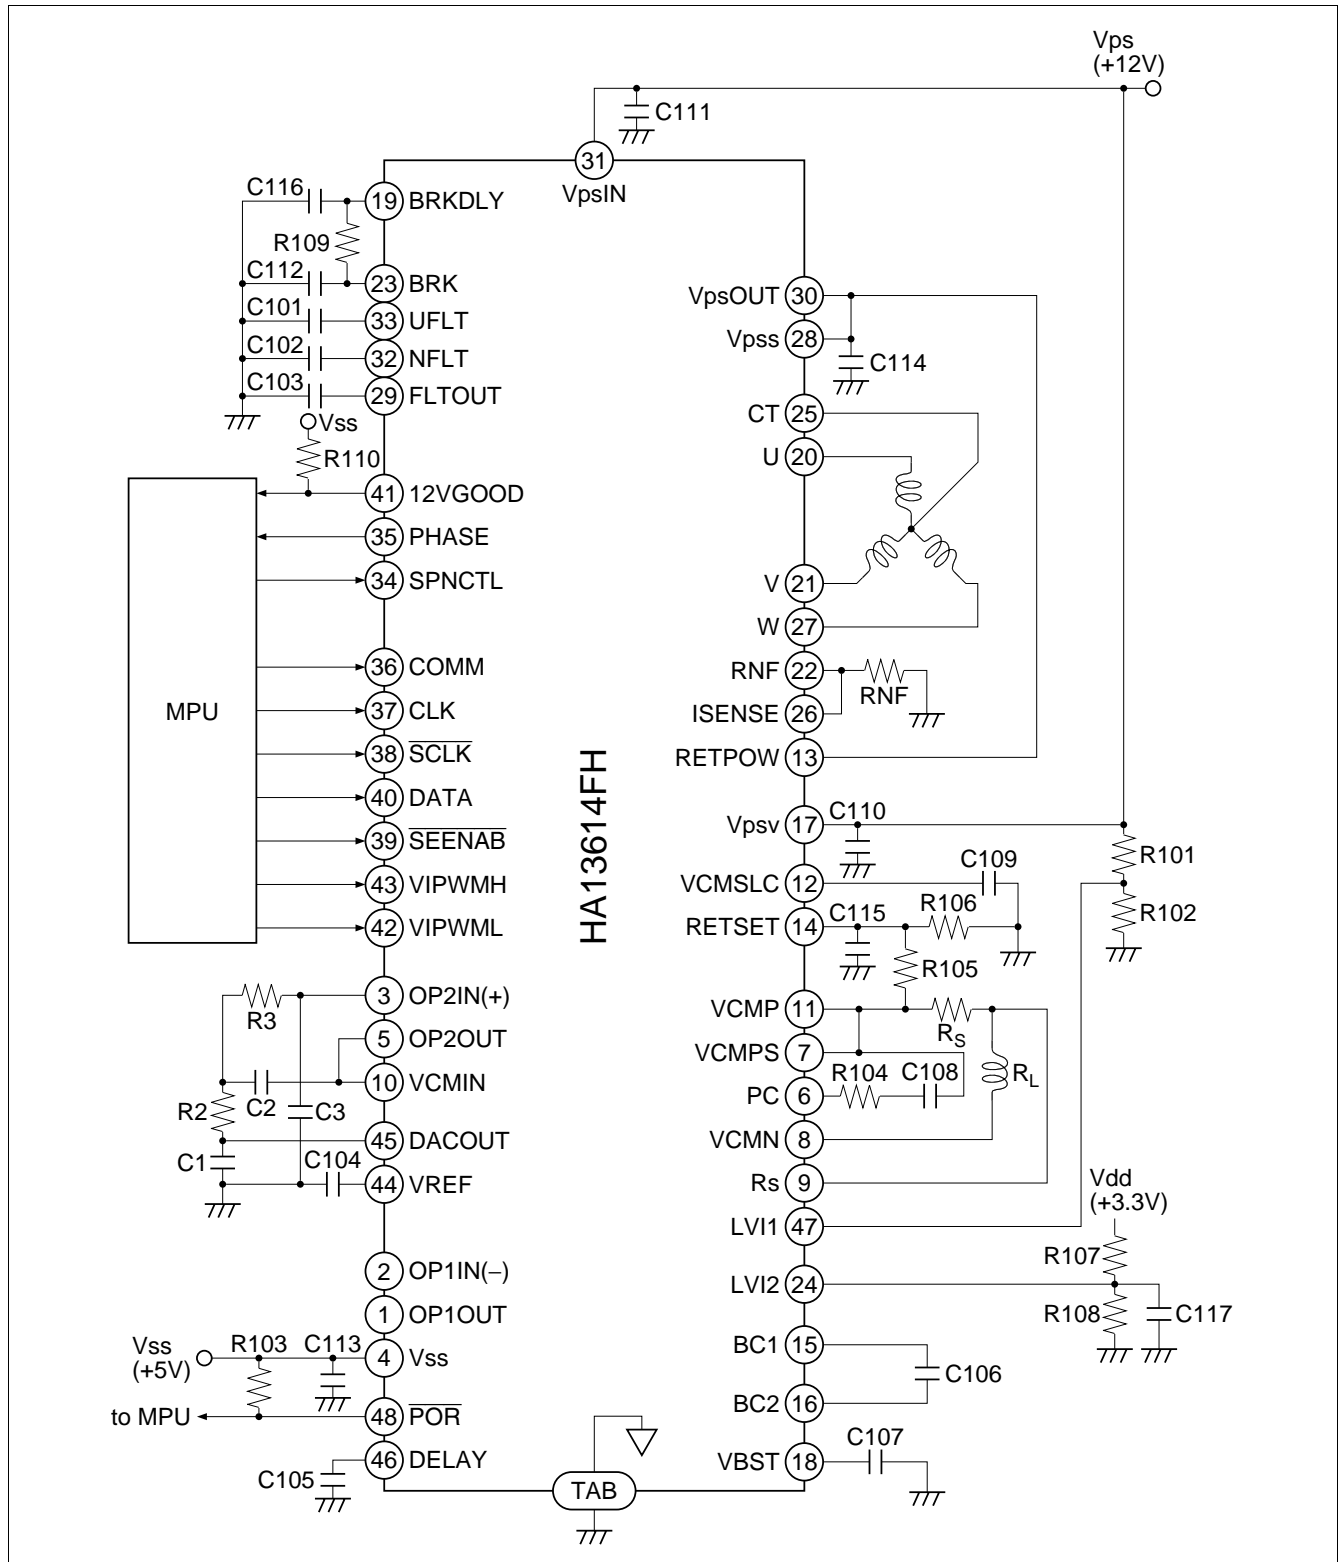 Vps
(+12V)
C111
31
VpsIN
C116
19 BRKDLY
R109
C112
23 BRK
C101
33 UFLT
C102
32 NFLT
C103
29 FLTOUT
Vss
R110
41 12VGOOD
35 PHASE
34 SPNCTL
36 COMM
MPU
37 CLK
38 SCLK
40 DATA
39 SEENAB
43 VIPWMH
42 VIPWML
3 OP2IN(+)
R3
5 OP2OUT
10 VCMIN
R2
C2
C3
45 DACOUT
C1
C104
44 VREF
2 OP1IN(−)
1 OP1OUT
Vss
(+5V)
R103
C113
4 Vss
to MPU
48 POR
46 DELAY
C105
TAB
HA13614FH
VpsOUT 30
Vpss 28
C114
CT 25
U 20
V 21
W 27
RNF 22
RNF
ISENSE 26
RETPOW 13
Vpsv 17
C110
R101
VCMSLC 12
C109
R102
RETSET 14
C115
R106
R105
VCMP 11
RS
VCMPS 7
R104
C108
RL
PC 6
VCMN 8
Rs 9
Vdd
(+3.3V)
LVI1 47
R107
LVI2 24
R108
C117
BC1 15
C106
BC2 16
VBST 18
C107